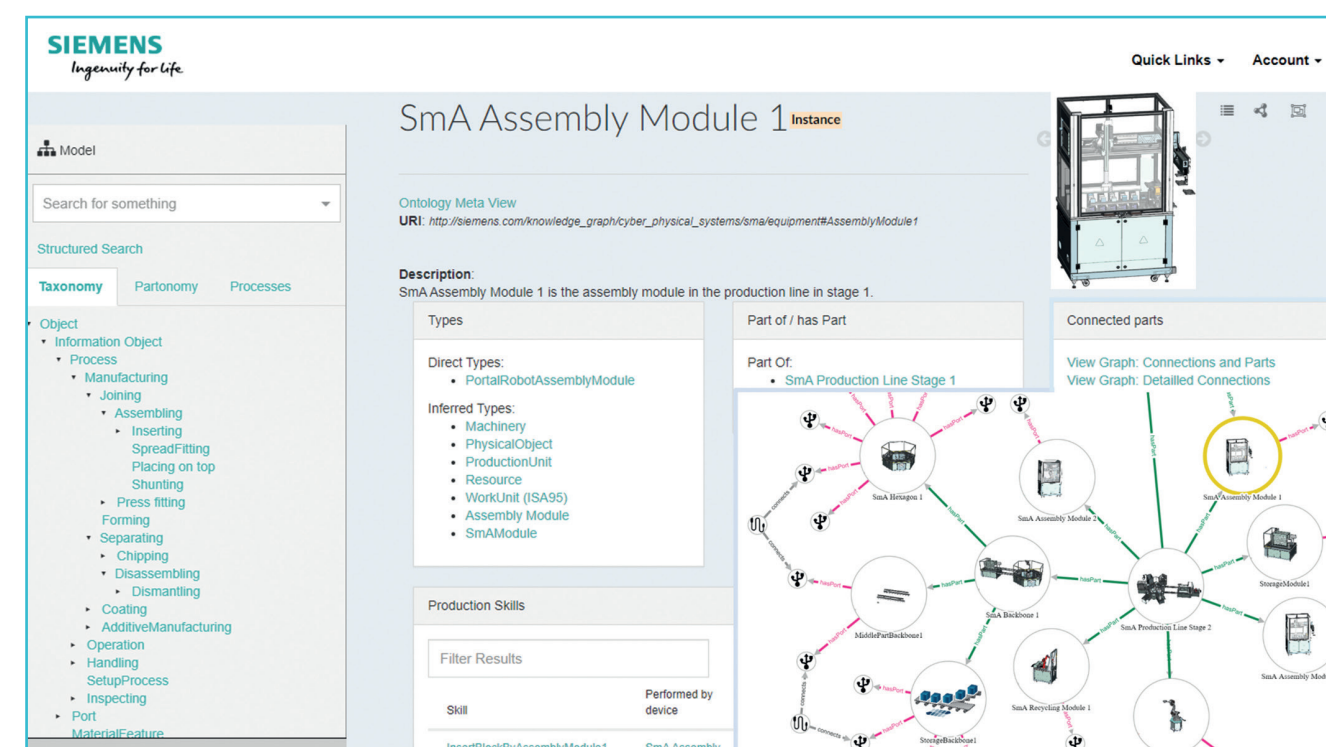 SIEMENS
Ingenuity for life
Quick Links
Account
SmA Assembly Module 1 Instance
Model
Search for something
Structured Search
Taxonomy Partonomy Processes
Object
Information Object
Process
Manufacturing
Joining
Assembling
Inserting
SpreadFitting
Placing on top
Shunting
Press fitting
Forming
Separating
Chipping
Disassembling
Dismantling
Coating
AdditiveManufacturing
Operation
Handling
SetupProcess
Inspecting
Port
MaterialFeature
Ontology Meta View
URI: http://siemens.com/knowledge_graph/cyber_physical_systems/sma/equipment#AssemblyModule1
Description:
SmA Assembly Module 1 is the assembly module in the production line in stage 1.
Types
Direct Types:
PortalRobotAssemblyModule
Inferred Types:
Machinery
PhysicalObject
ProductionUnit
Resource
WorkUnit (ISA95)
Assembly Module
SmAModule
Production Skills
Filter Results
Skill
Performed by
device
InsertBlockByAssemblyModule1 SmA Assembly
Part of / has Part
Part Of:
SmA Production Line Stage 1
Connected parts
View Graph: Connections and Parts
View Graph: Detailled Connections
SmA Hexagon 1
SmA Assembly Module 2
SmA Assembly Module 1
StorageModule1
SmA Backbone 1
SmA Production Line Stage 2
MiddlePartBackbone1
SmA Recycling Module 1
StorageBackbone1
hasPort
hasPart
connects